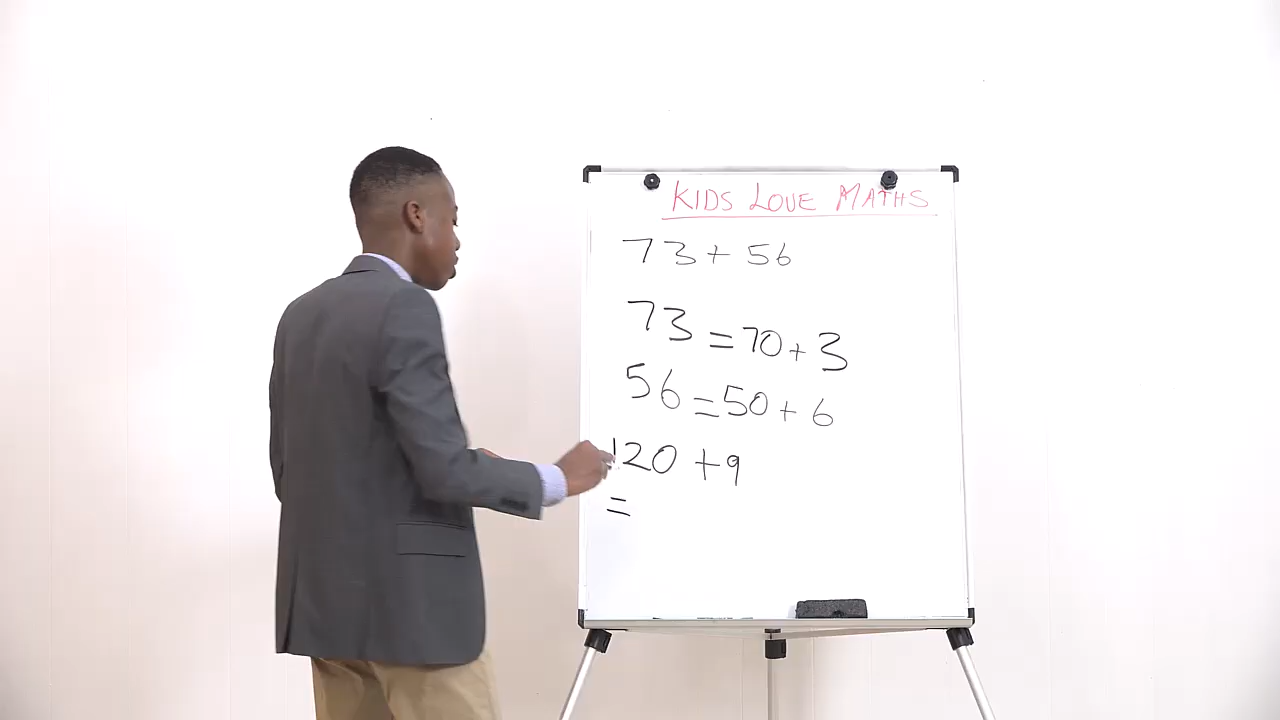 KIDS LOVE MATHS
73 + 56
73 = 70 + 3
56 = 50 + 6
120 + 9
=